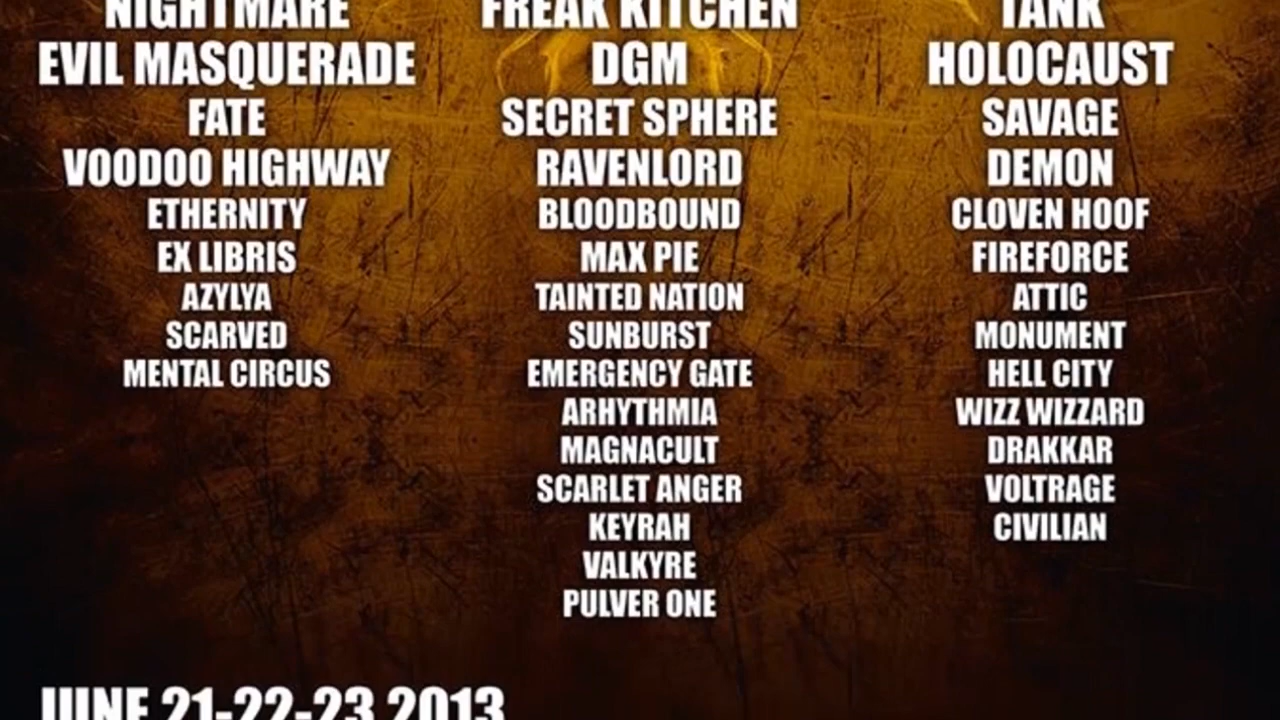 NIGHTMARE
EVIL MASQUERADE
FATE
VOODOO HIGHWAY
ETHERNITY
EX LIBRIS
AZYLYA
SCARVED
MENTAL CIRCUS
FREAK KITCHEN
DGM
SECRET SPHERE
RAVENLORD
BLOODBOUND
MAX PIE
TAINTED NATION
SUNBURST
EMERGENCY GATE
ARHYTHMIA
MAGNACULT
SCARLET ANGER
KEYRAH
VALKYRE
PULVER ONE
TANK
HOLOCAUST
SAVAGE
DEMON
CLOVEN HOOF
FIREFORCE
ATTIC
MONUMENT
HELL CITY
WIZZ WIZZARD
DRAKKAR
VOLTRAGE
CIVILIAN
JUNE 21-22-23 2013